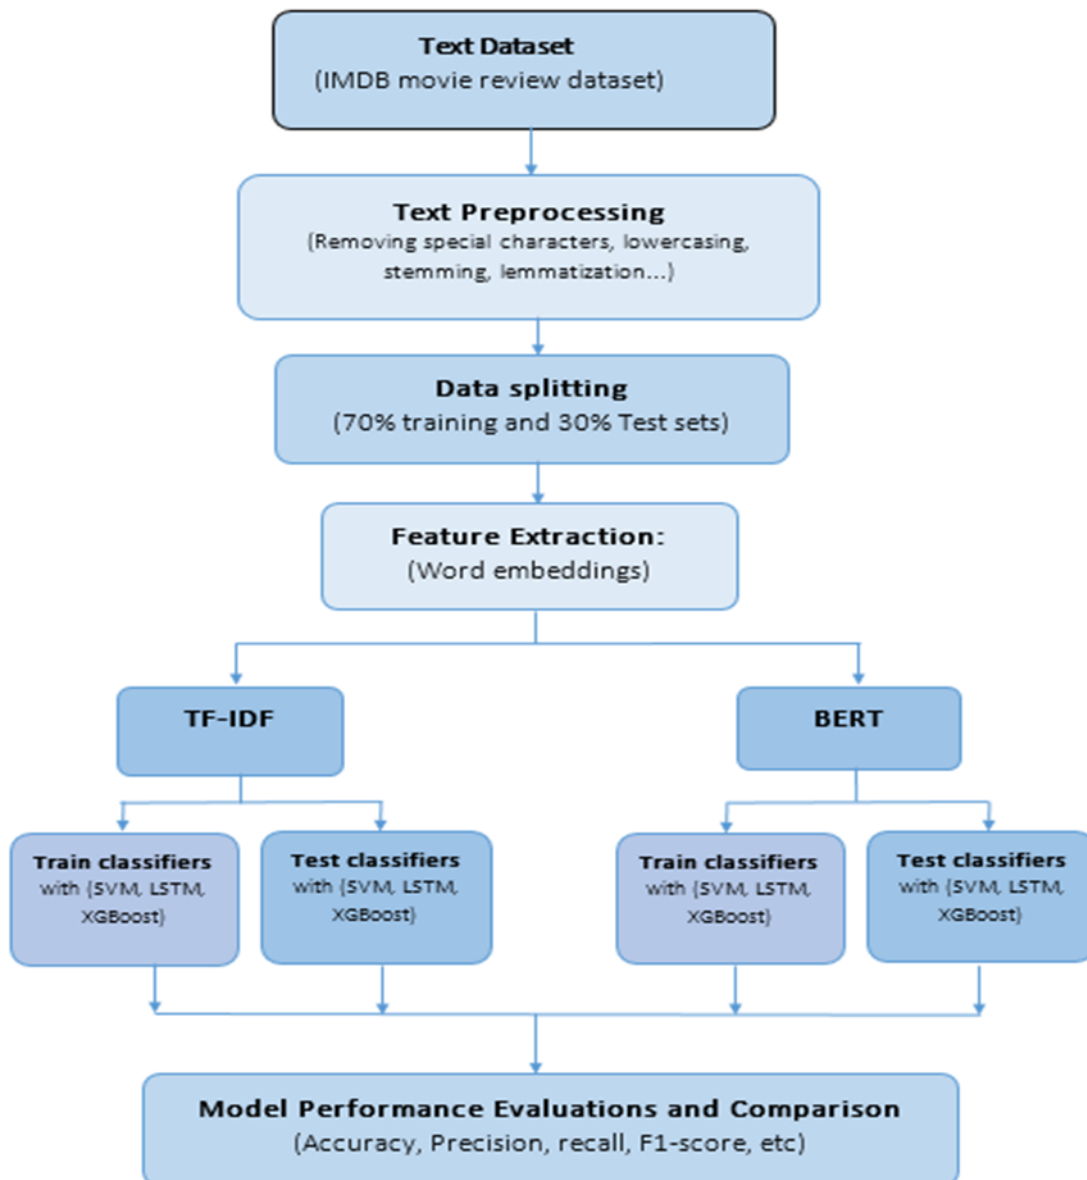 Text Dataset
(IMDB movie review dataset)
Text Preprocessing
(Removing special characters, lowercasing,
stemming, lemmatization...)
Data splitting
(70% training and 30% Test sets)
Feature Extraction:
(Word embeddings)
TF-IDF
BERT
Train classifiers
with {SVM, LSTM,
XGBoost}
Test classifiers
with {SVM, LSTM,
XGBoost}
Train classifiers
with {SVM, LSTM,
XGBoost}
Test classifiers
with {SVM, LSTM,
XGBoost}
Model Performance Evaluations and Comparison
(Accuracy, Precision, recall, F1-score, etc)